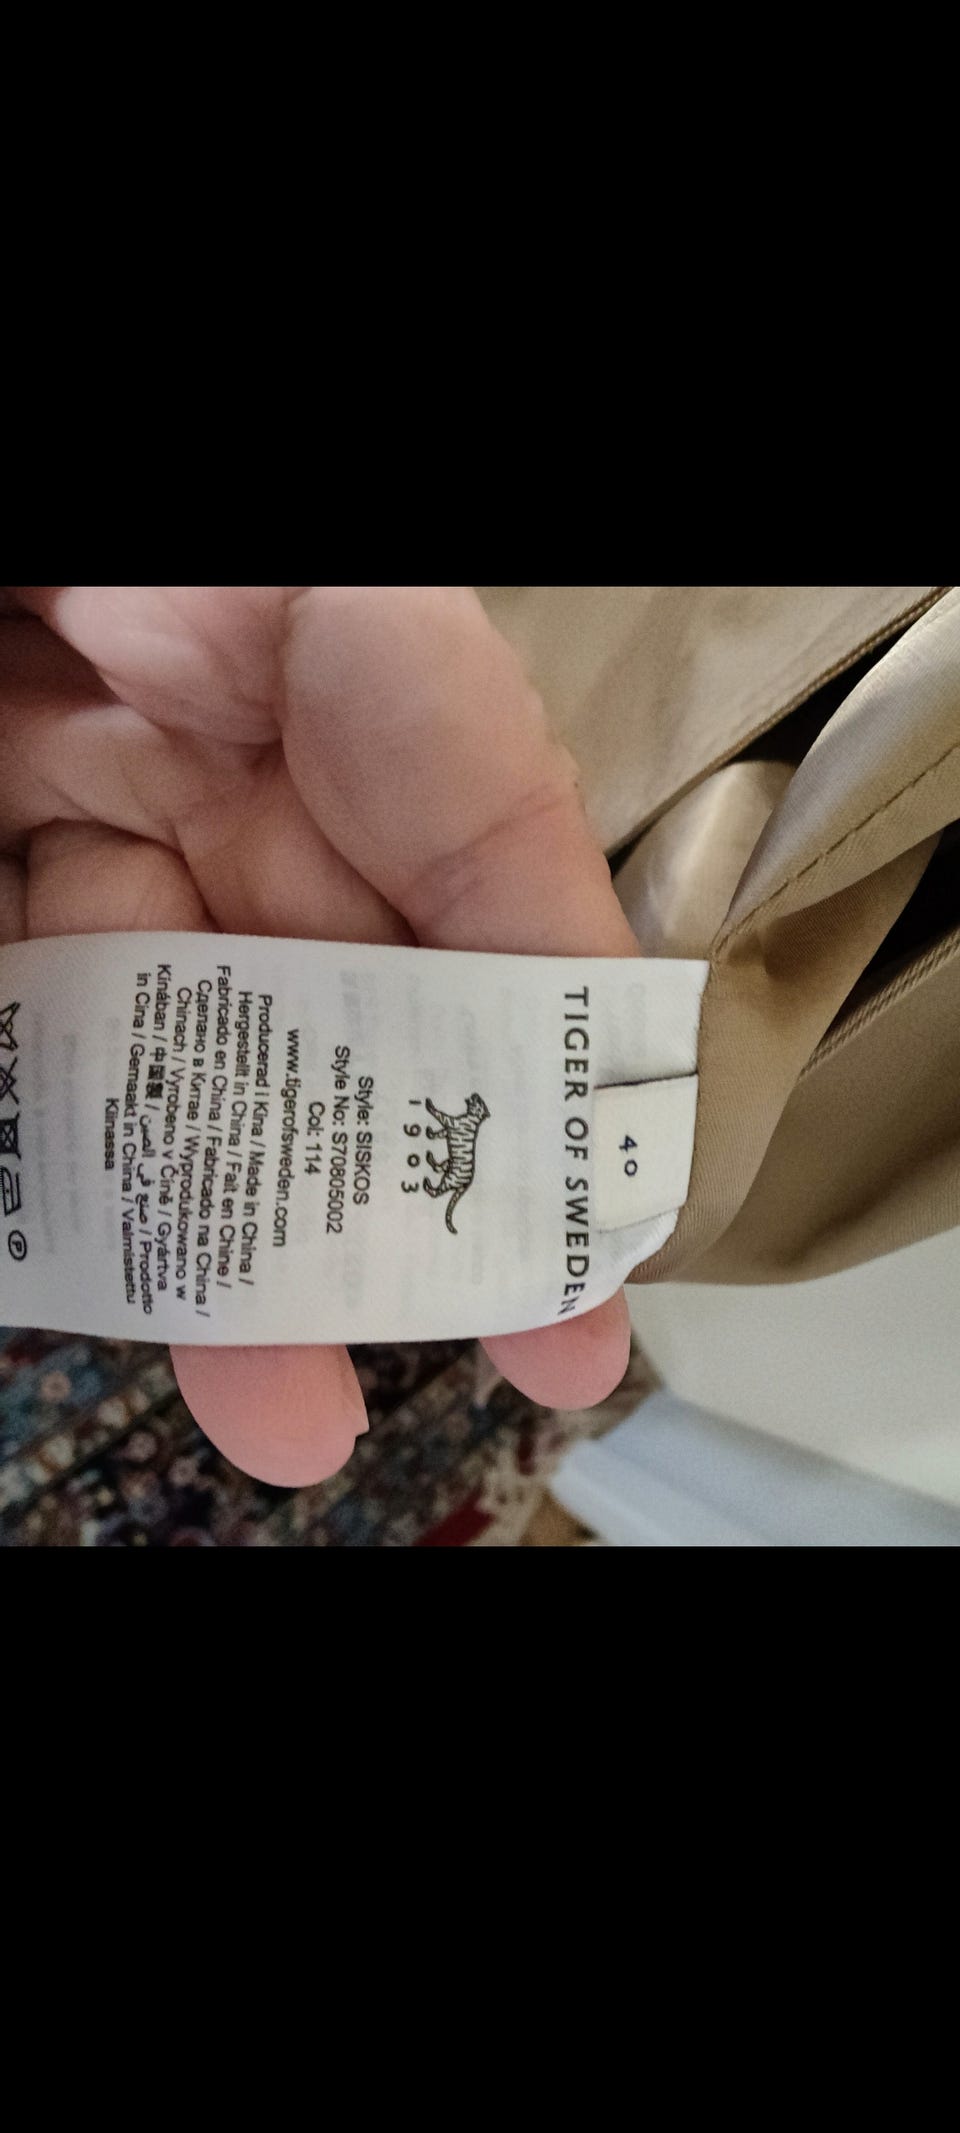 40
TIGER OF SWEDEN
1903
Style: SISKOS
Style No: S70805002
Col: 114
www.tigerofsweden.com
Producerad i Kina / Made in China /
Hergestellt in China / Fait en Chine /
Fabricado en China / Fabricado na China /
Сделано в Китае / Wyprodukowano w
Chinach / Vyrobeno v Číně / Gyártva
Kínában / 中国製 / صنع في الصين / Prodotto
in Cina / Gemaakt in China / Valmistettu
Kiinassa
P